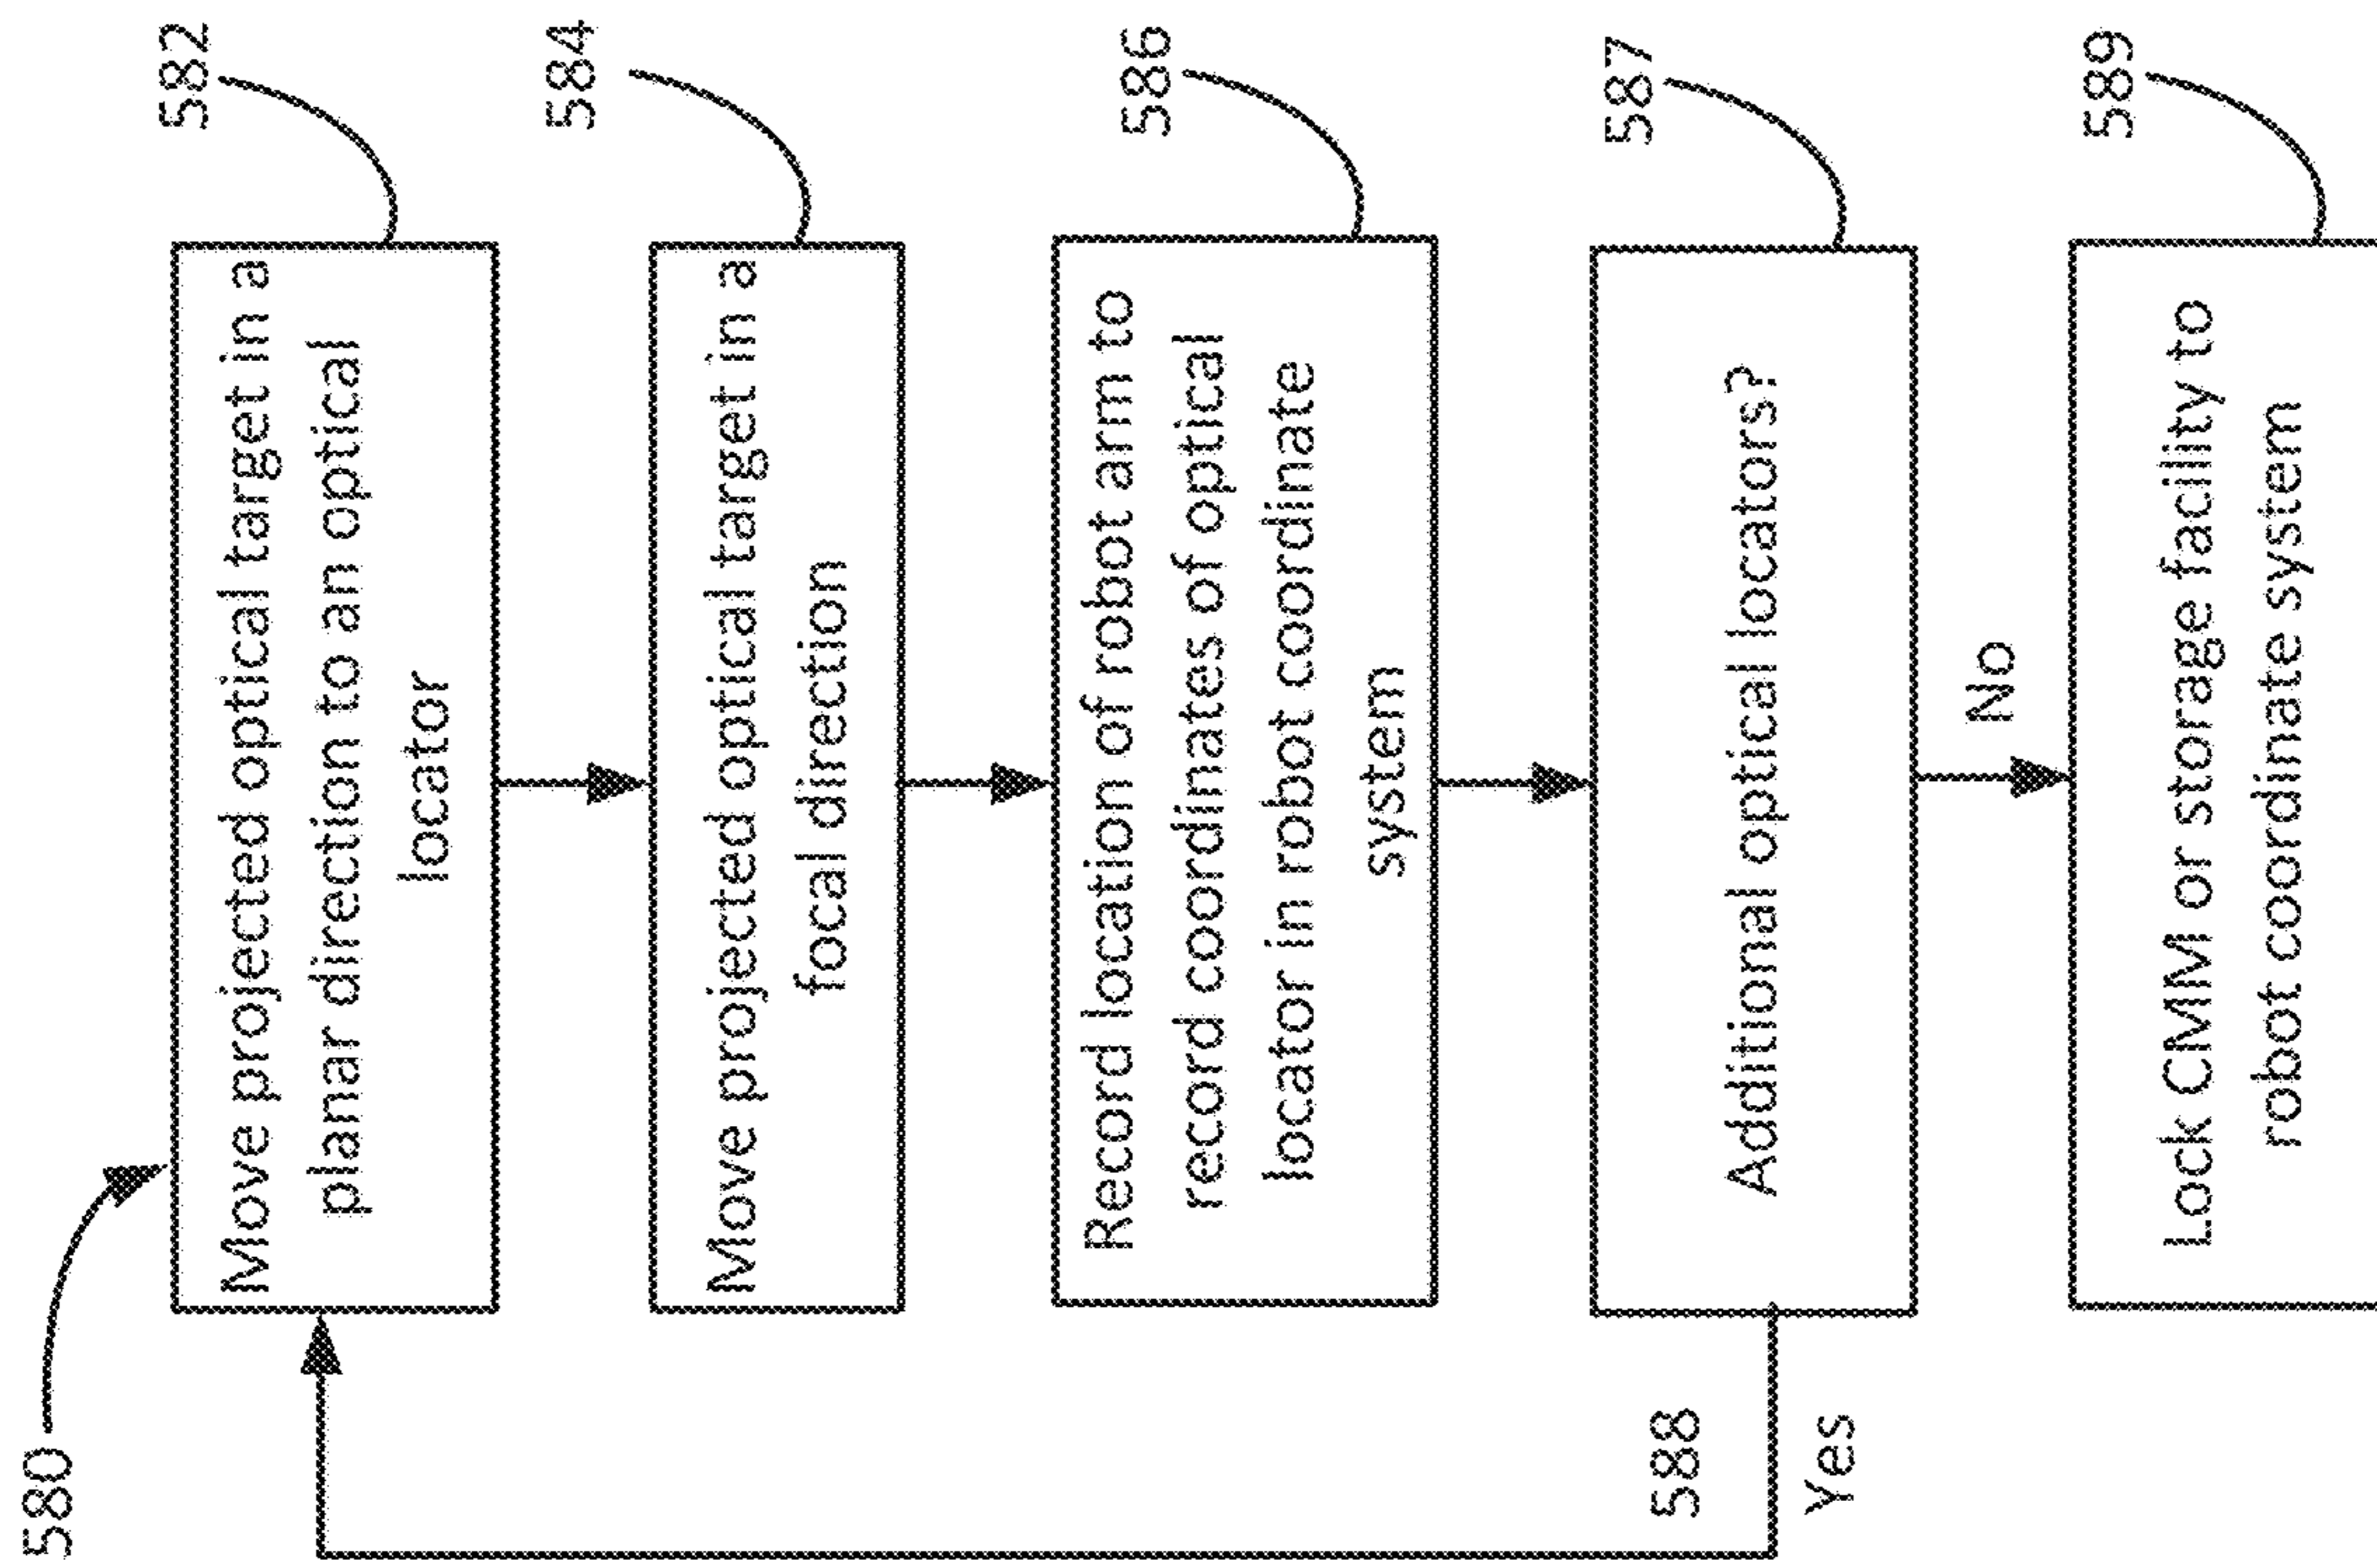 580
Move projected optical target in a
planar direction to an optical
locator
582
Move projected optical target in a
focal direction
584
Record location of robot arm to
record coordinates of optical
locator in robot coordinate
system
586
Additional optical locators?
587
588
Yes
No
Lock CMM or storage facility to
robot coordinate system
589